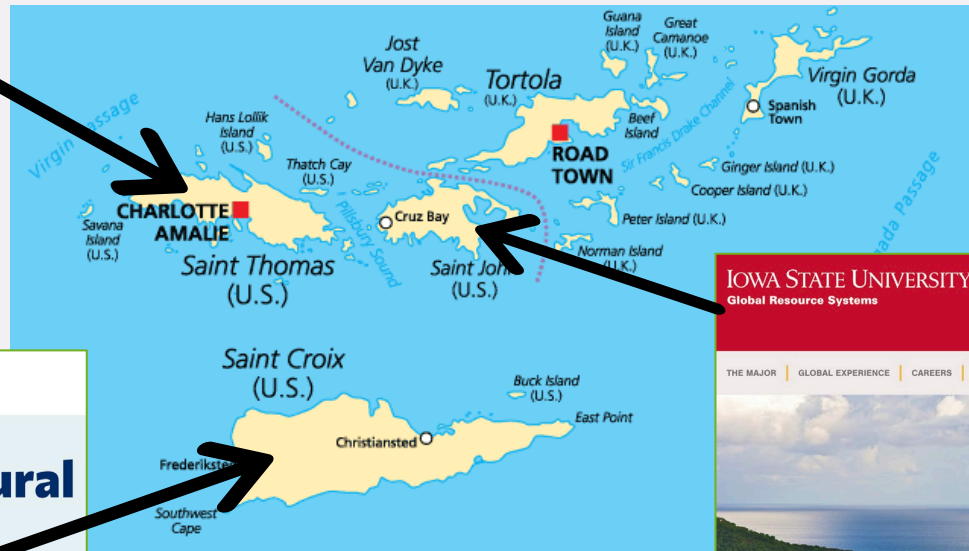 Guana
Island
(U.K.)
Great
Camanoe
(U.K.)
Jost
Van Dyke
(U.K.)
Tortola
(U.K.)
Virgin Gorda
(U.K.)
Spanish
Town
Virgin Passage
Hans Lollik
Island
(U.S.)
Beef
Island
Sir Francis Drake Channel
ROAD
TOWN
Thatch Cay
(U.S.)
Ginger Island (U.K.)
Cooper Island (U.K.)
CHARLOTTE
AMALIE
Savana
Island
(U.S.)
Pillsbury Sound
Cruz Bay
Peter Island (U.K.)
Passage
Norman Island
(U.K.)
Saint Thomas
(U.S.)
Saint John
(U.S.)
IOWA STATE UNIVERSITY
Global Resource Systems
THE MAJOR | GLOBAL EXPERIENCE | CAREERS |
Saint Croix
(U.S.)
Buck Island
(U.S.)
East Point
Christiansted
Frederikste
ural
Southwest
Cape